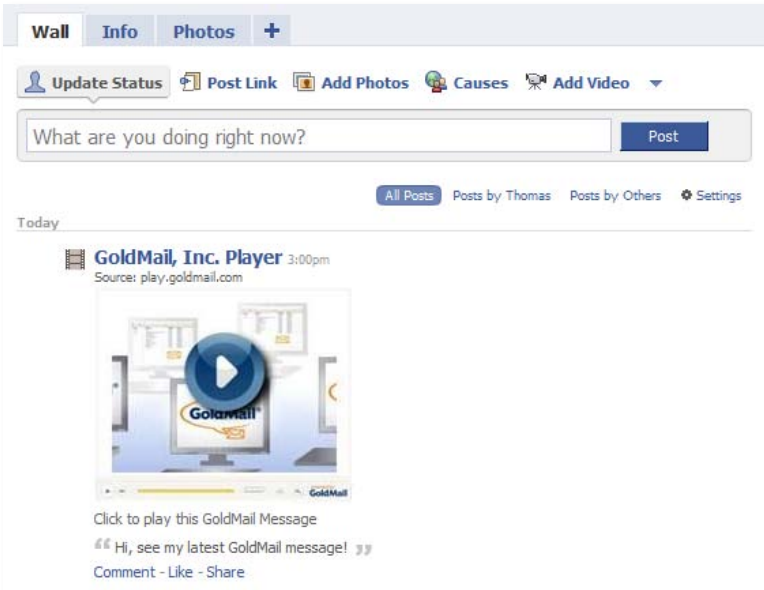 Wall Info Photos +
Update Status Post Link Add Photos Causes Add Video
What are you doing right now? Post
All Posts Posts by Thomas Posts by Others Settings
Today
GoldMail, Inc. Player 3:00pm
Source: play.goldmail.com
GoldMail
GoldMail
Click to play this GoldMail Message
“ Hi, see my latest GoldMail message! ”
Comment - Like - Share